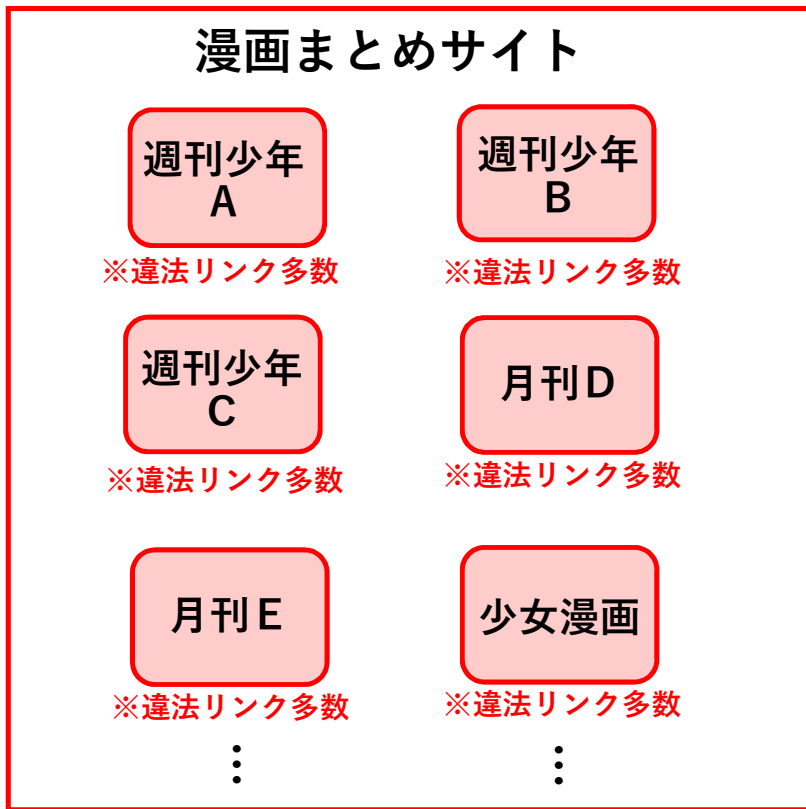 漫画まとめサイト
週刊少年
A
週刊少年
B
※違法リンク多数
※違法リンク多数
週刊少年
C
月刊D
※違法リンク多数
※違法リンク多数
月刊E
少女漫画
※違法リンク多数
※違法リンク多数
⋮
⋮